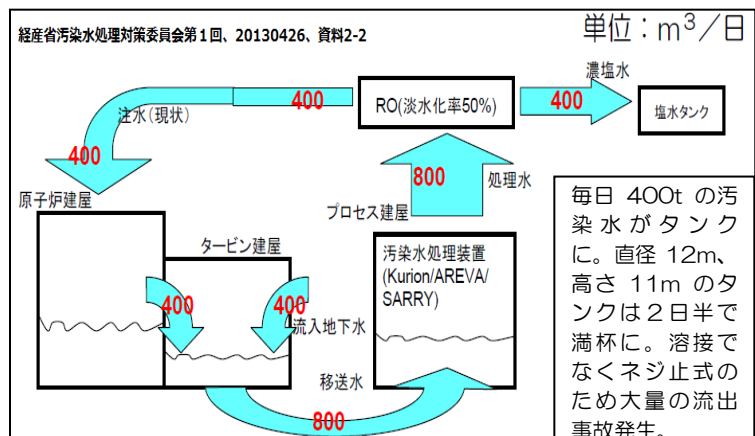 経産省汚染水処理対策委員会第１回、20130426、資料2-2
単位：m³／日
濃塩水
400
RO(淡水化率50%)
400
塩水タンク
注水（現状）
400
800
処理水
原子炉建屋
プロセス建屋
タービン建屋
汚染水処理装置
(Kurion/AREVA/
SARRY)
400
400
流入地下水
移送水
800
毎日 400t の汚
染水がタンク
に。直径 12m、
高さ 11m のタ
ンクは２日半で
満杯に。溶接で
なくネジ止式の
ため大量の流出
事故発生。